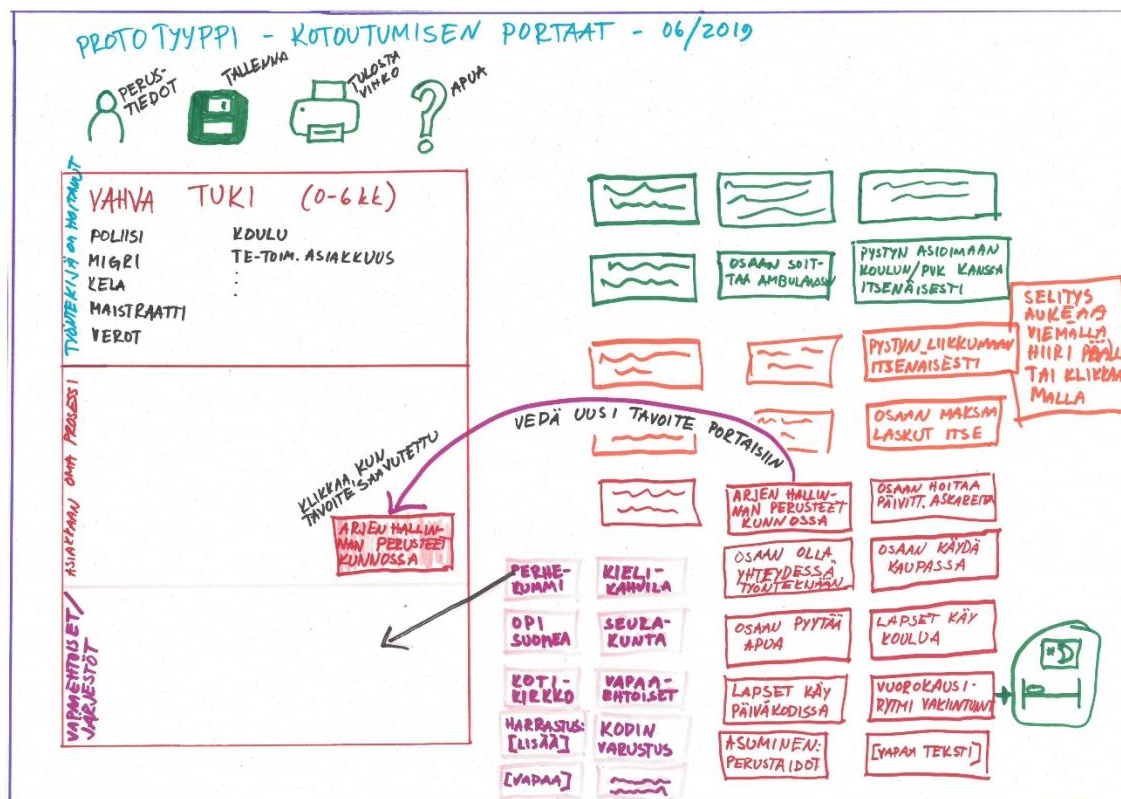 PROTOTYYPPI - KOTOUTUMISEN PORTAAT - 06/2019
PERUS-
TIEDOT
TALLENNA
TULOSTA
VIHKO
APUA
TYÖNTEKIJÄ ON HOITANUT
VAHVA TUKI (0-6 kk)
POLIISI
MIGRI
KELA
MAISTRAATTI
VEROT
KOULU
TE-TOIM. ASIAKKUUS
ASIAKKAAN OMA PROSESSI
KLIKKAA, KUN
TAVOITE SAAVUTETTU
ARJEN HALLIN-
NAN PERUSTEET
KUNNOSSA
VAPAAEHTOISET/
JÄRJESTÖT
VEDÄ UUSI TAVOITE PORTAISIIN
OSAAN SOIT-
TAA AMBULANSSIN
PYSTYN ASIOIMAAN
KOULUN/PVK KANSSA
ITSENÄISESTI
PYSTYN LIIKKUMAAN
ITSENÄISESTI
SELITYS
AUKEAA
VIEMÄLLÄ
HIIRI PÄÄLLE
TAI KLIKKAA
MALLA
OSAAN MAKSAA
LASKUT ITSE
ARJEN HALLIN-
NAN PERUSTEET
KUNNOSSA
OSAAN HOITAA
PÄIVITT. ASKAREITA
OSAAN OLLA
YHTEYDESSÄ
TYÖNTEKIJÄÄN
OSAAN KÄYDÄ
KAUPASSA
OSAAN PYYTÄÄ
APUA
LAPSET KÄY
KOULUA
LAPSET KÄY
PÄIVÄKODISSA
VUOROKAUSI-
RYTMI VAKIINTUNUT
ASUMINEN:
PERUSTAIDOT
[VAPAA TEKSTI]
PERHE-
KUMMI
KIELI-
KAHVILA
OPI
SUOMEA
SEURA-
KUNTA
KOTI-
KIRKKO
VAPAA-
EHTOISET
HARRASTUS:
[LISÄÄ]
KODIN
VARUSTUS
[VAPAA]